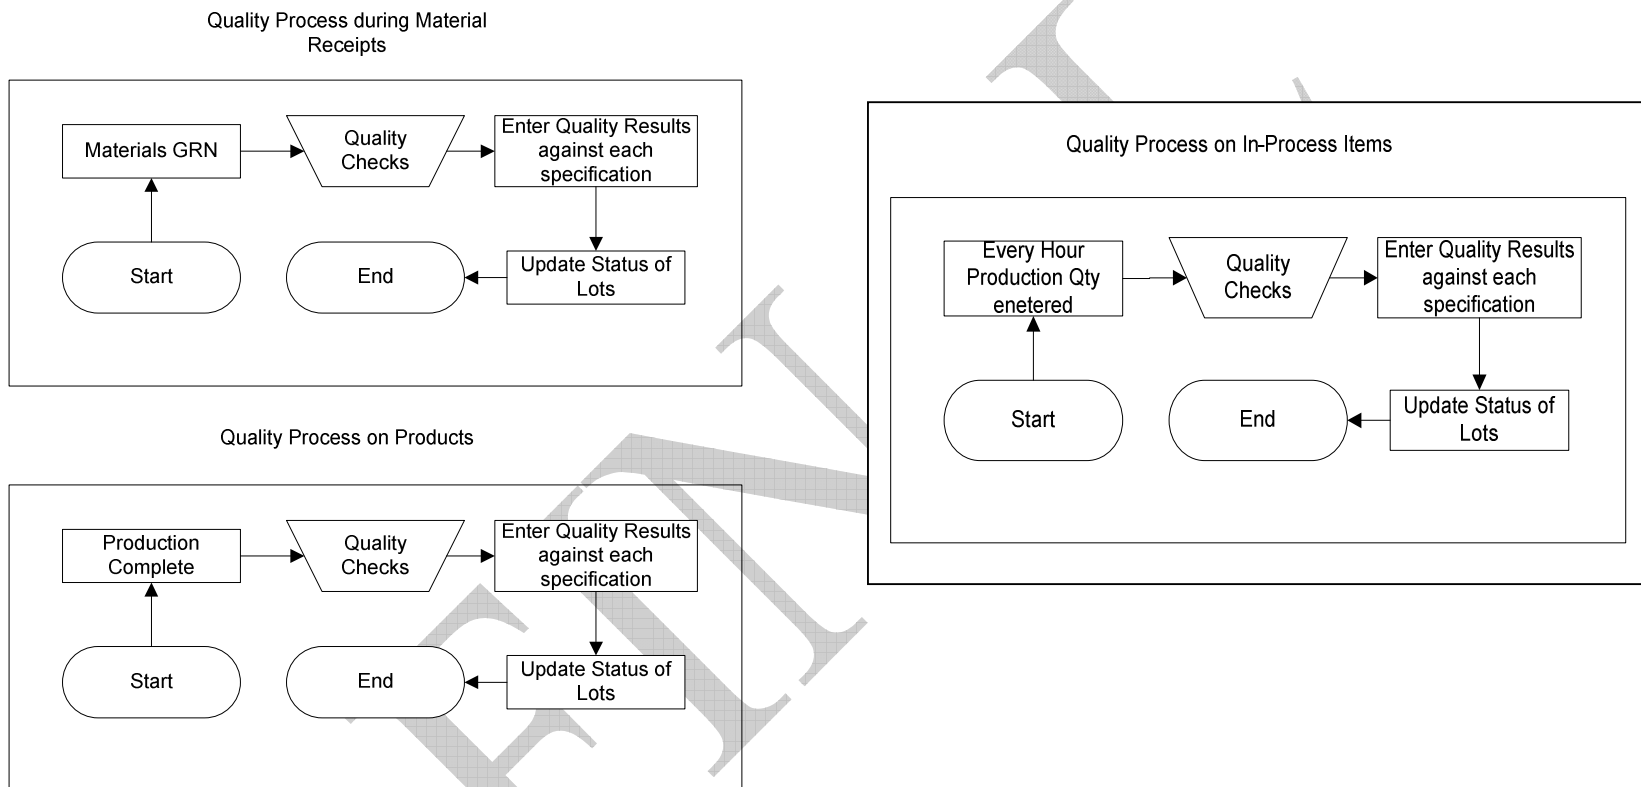 Quality Process during Material
Receipts
Materials GRN
Quality
Checks
Enter Quality Results
against each
specification
Start
End
Update Status of
Lots
Quality Process on Products
Production
Complete
Quality
Checks
Enter Quality Results
against each
specification
Start
End
Update Status of
Lots
Quality Process on In-Process Items
Every Hour
Production Qty
enetered
Quality
Checks
Enter Quality Results
against each
specification
Start
End
Update Status of
Lots